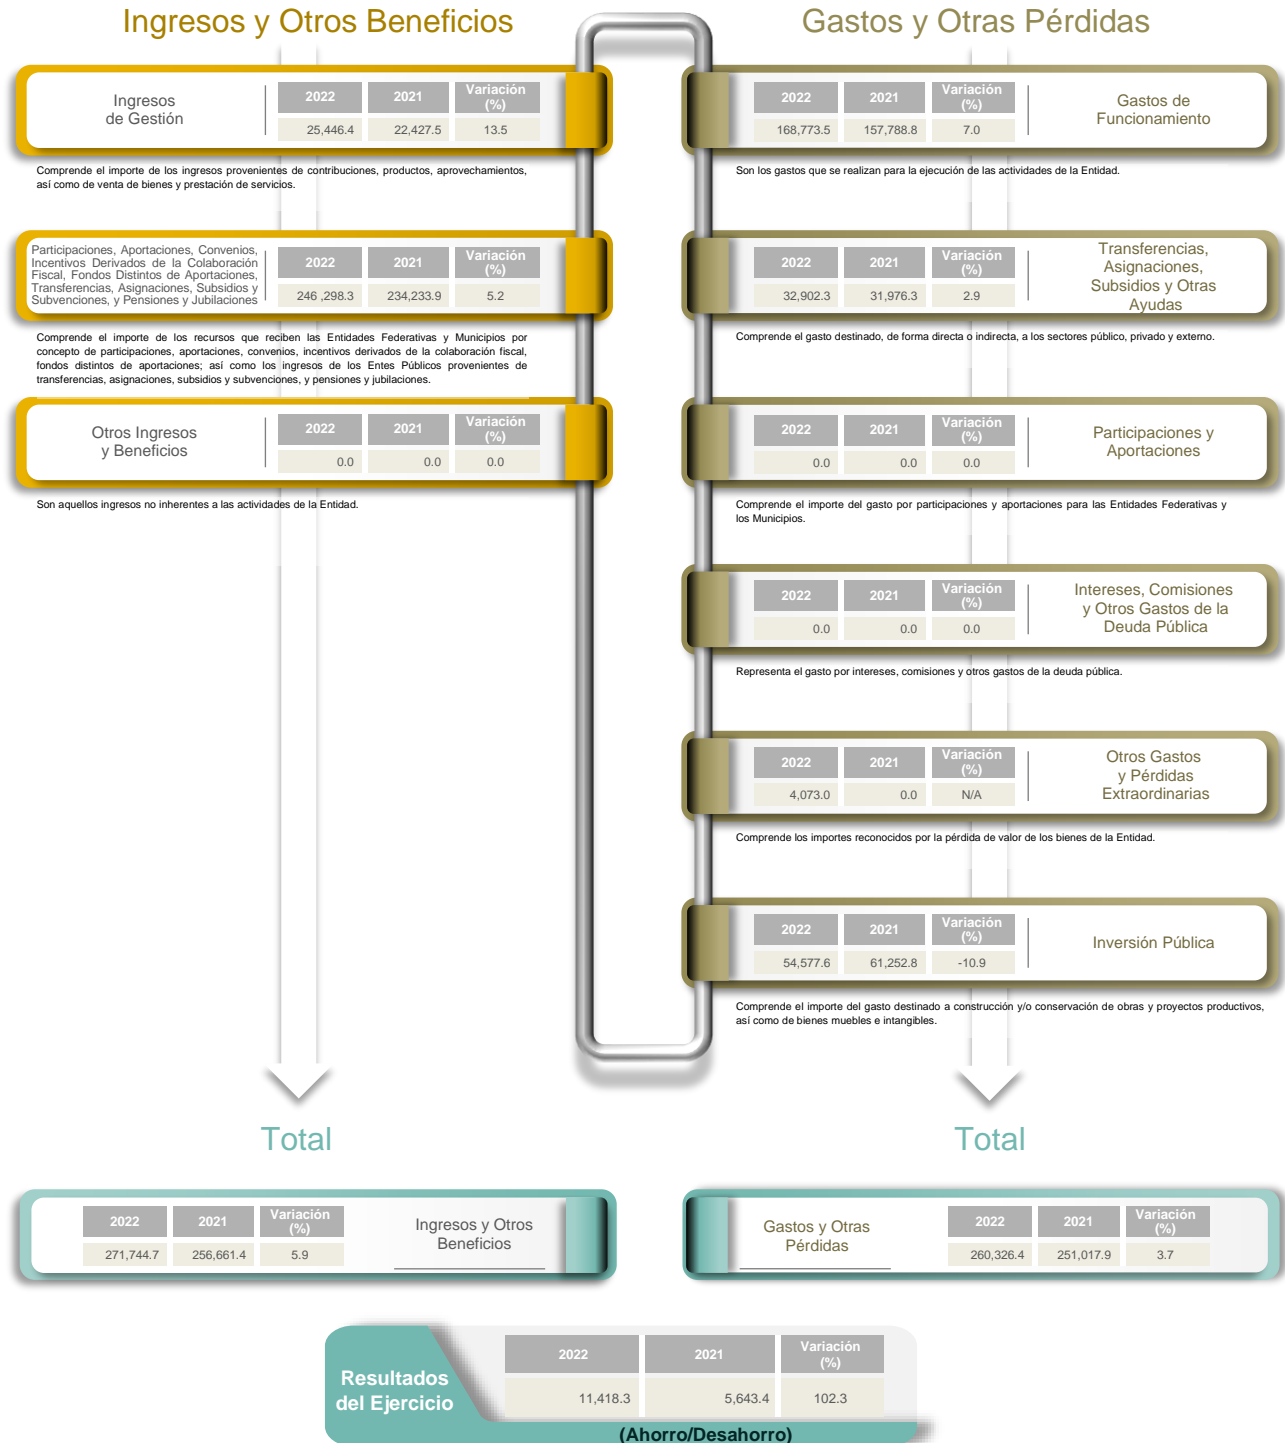 Ingresos y Otros Beneficios
Ingresos
de Gestión
2022 2021 Variación
(%)
25,446.4 22,427.5 13.5
Comprende el importe de los ingresos provenientes de contribuciones, productos, aprovechamientos,
así como de venta de bienes y prestación de servicios.
Participaciones, Aportaciones, Convenios,
Incentivos Derivados de la Colaboración
Fiscal, Fondos Distintos de Aportaciones,
Transferencias, Asignaciones, Subsidios y
Subvenciones, y Pensiones y Jubilaciones
2022 2021 Variación
(%)
246 ,298.3 234,233.9 5.2
Comprende el importe de los recursos que reciben las Entidades Federativas y Municipios por
concepto de participaciones, aportaciones, convenios, incentivos derivados de la colaboración fiscal,
fondos distintos de aportaciones; así como los ingresos de los Entes Públicos provenientes de
transferencias, asignaciones, subsidios y subvenciones, y pensiones y jubilaciones.
Otros Ingresos
y Beneficios
2022 2021 Variación
(%)
0.0 0.0 0.0
Son aquellos ingresos no inherentes a las actividades de la Entidad.
Gastos y Otras Pérdidas
2022 2021 Variación
(%)
168,773.5 157,788.8 7.0
Gastos de
Funcionamiento
Son los gastos que se realizan para la ejecución de las actividades de la Entidad.
2022 2021 Variación
(%)
32,902.3 31,976.3 2.9
Transferencias,
Asignaciones,
Subsidios y Otras
Ayudas
Comprende el gasto destinado, de forma directa o indirecta, a los sectores público, privado y externo.
2022 2021 Variación
(%)
0.0 0.0 0.0
Participaciones y
Aportaciones
Comprende el importe del gasto por participaciones y aportaciones para las Entidades Federativas y
los Municipios.
2022 2021 Variación
(%)
0.0 0.0 0.0
Intereses, Comisiones
y Otros Gastos de la
Deuda Pública
Representa el gasto por intereses, comisiones y otros gastos de la deuda pública.
2022 2021 Variación
(%)
4,073.0 0.0 N/A
Otros Gastos
y Pérdidas
Extraordinarias
Comprende los importes reconocidos por la pérdida de valor de los bienes de la Entidad.
2022 2021 Variación
(%)
54,577.6 61,252.8 -10.9
Inversión Pública
Comprende el importe del gasto destinado a construcción y/o conservación de obras y proyectos productivos,
así como de bienes muebles e intangibles.
Total
2022 2021 Variación
(%)
271,744.7 256,661.4 5.9
Ingresos y Otros
Beneficios
Total
Gastos y Otras
Pérdidas
2022 2021 Variación
(%)
260,326.4 251,017.9 3.7
Resultados
del Ejercicio
2022 2021 Variación
(%)
11,418.3 5,643.4 102.3
(Ahorro/Desahorro)